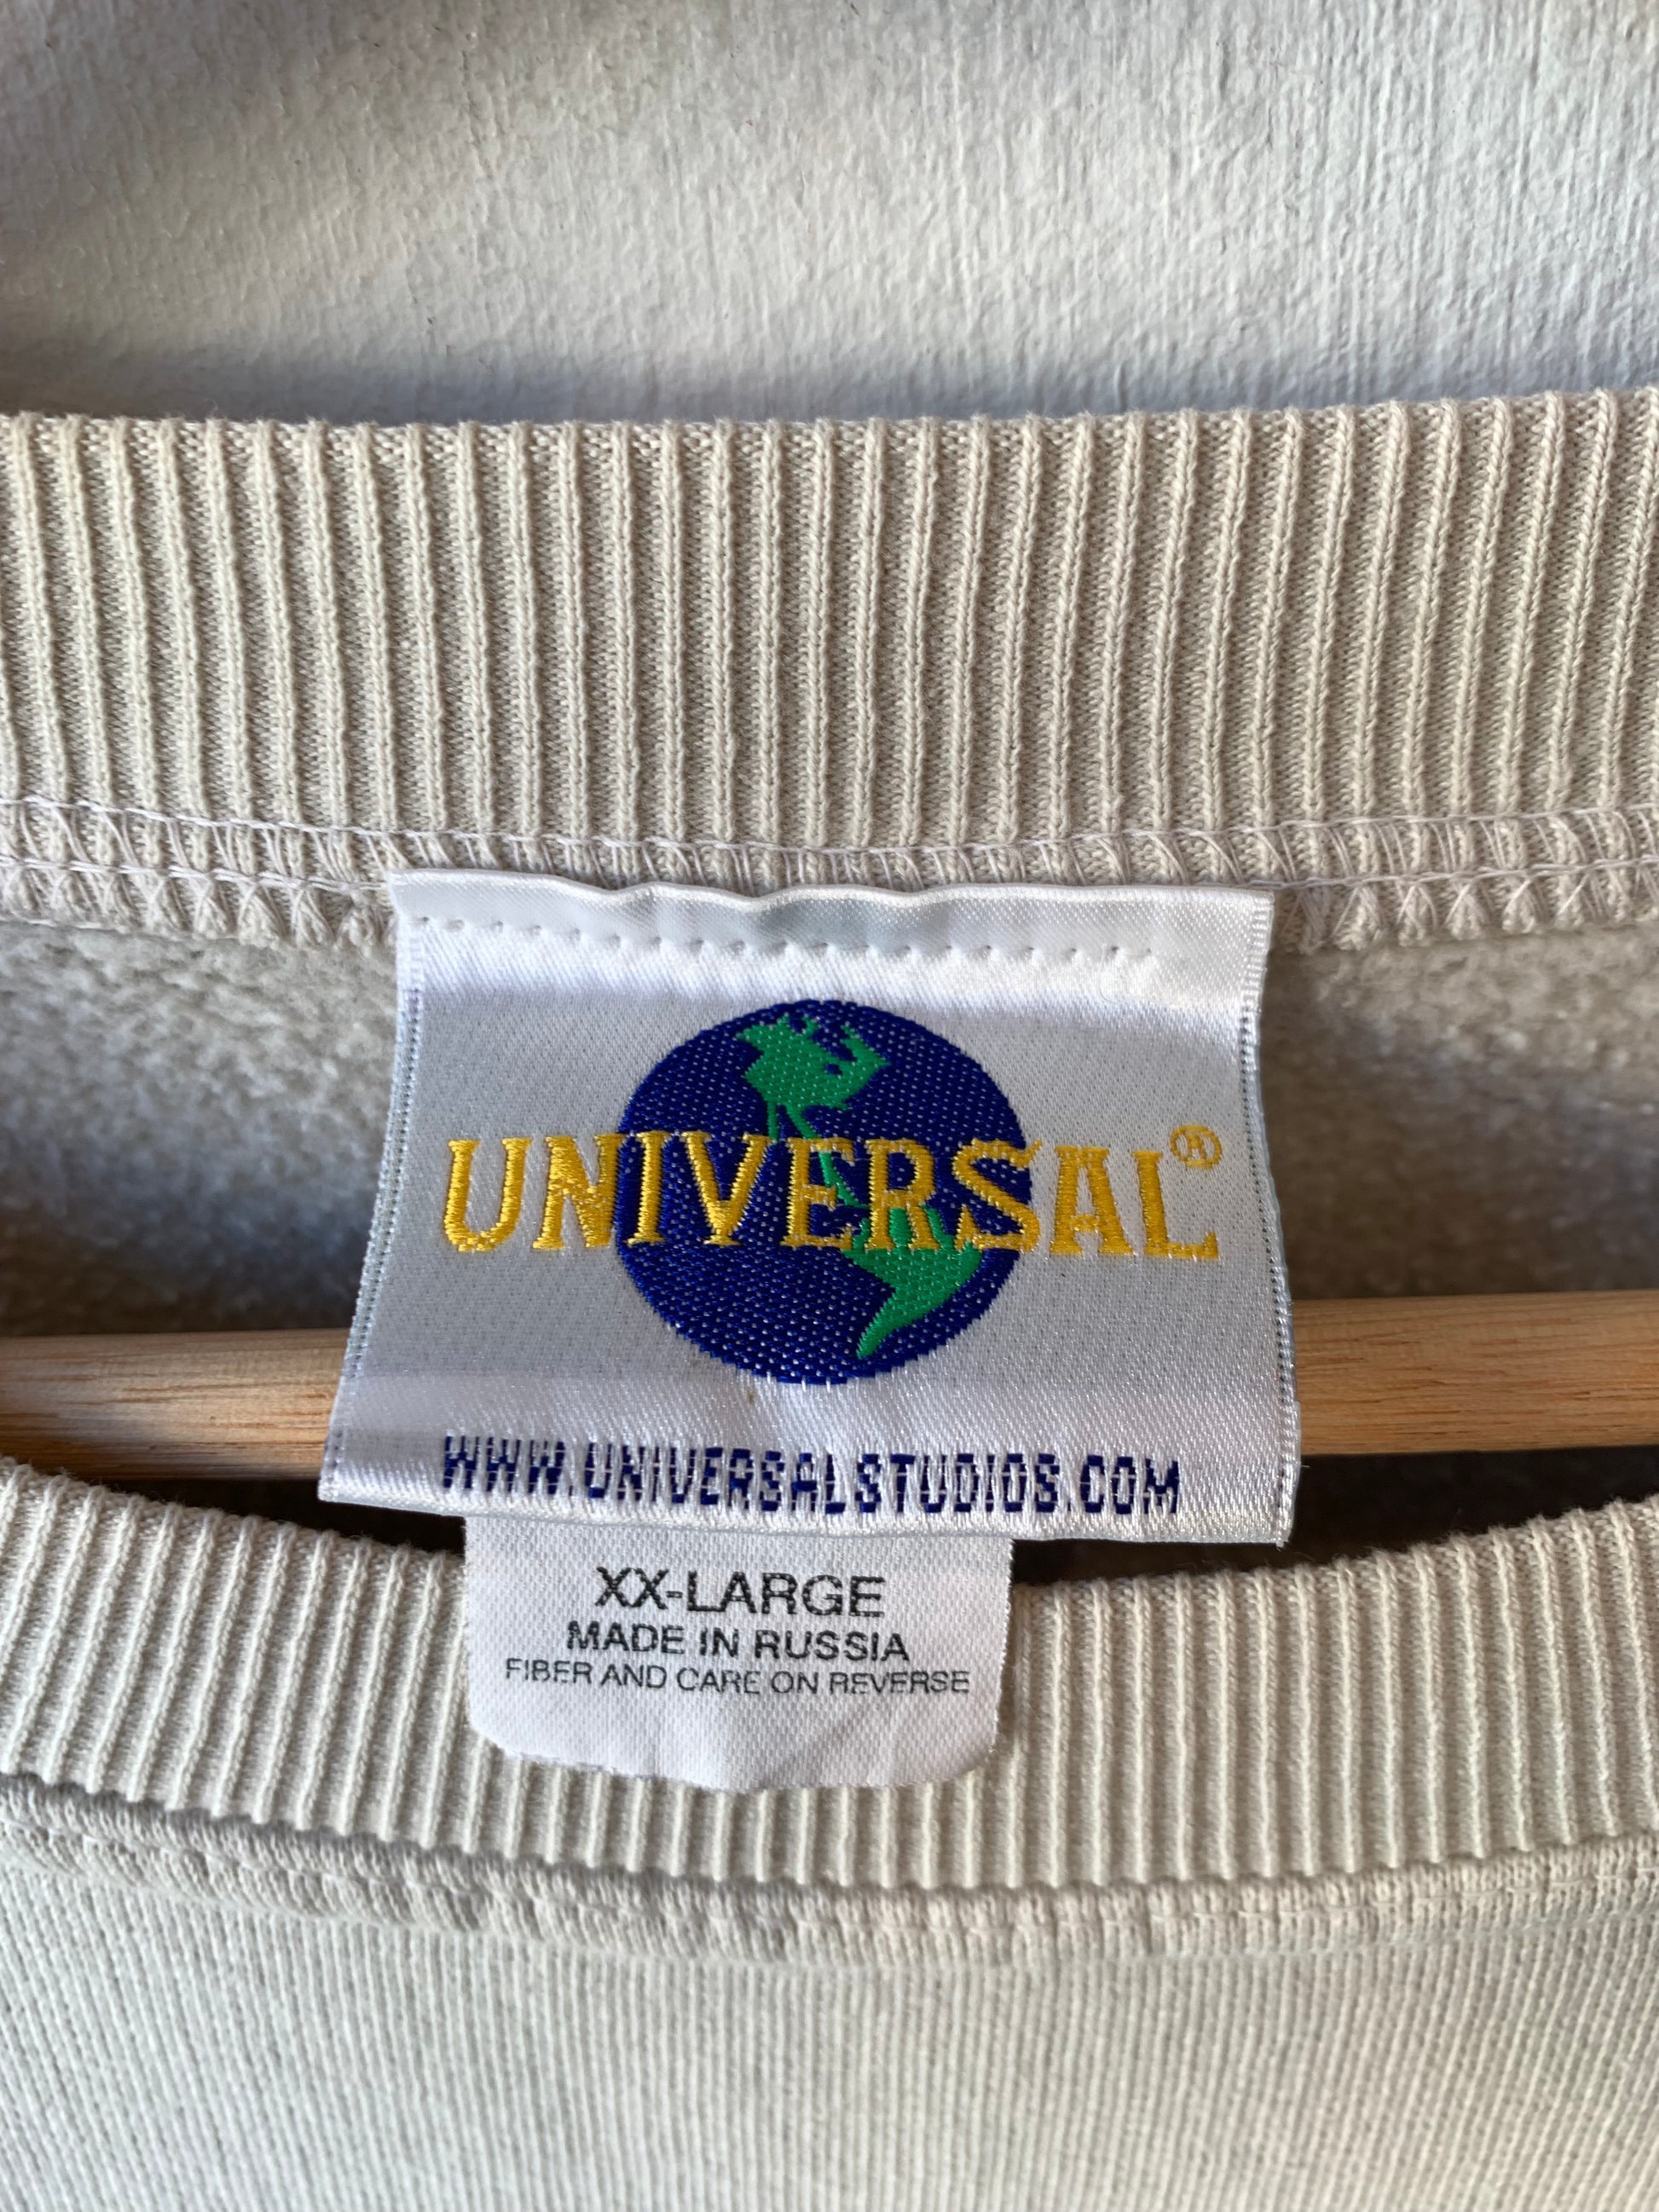 UNIVERSAL®
WWW.UNIVERSALSTUDIOS.COM
XX-LARGE
MADE IN RUSSIA
FIBER AND CARE ON REVERSE